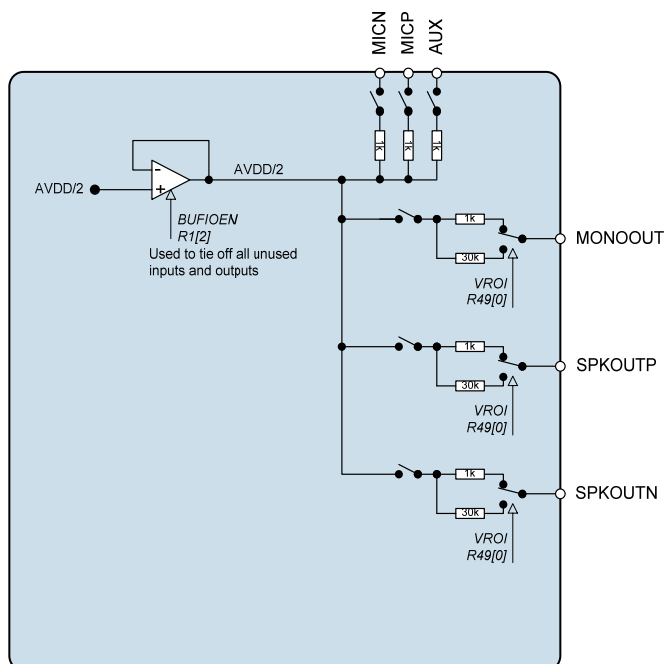 MICN
MICP
AUX
1k
1k
1k
AVDD/2
AVDD/2
-
+
BUFIOEN
R1[2]
Used to tie off all unused
inputs and outputs
1k
30k
MONOOUT
VROI
R49[0]
1k
30k
SPKOUTP
VROI
R49[0]
1k
30k
SPKOUTN
VROI
R49[0]